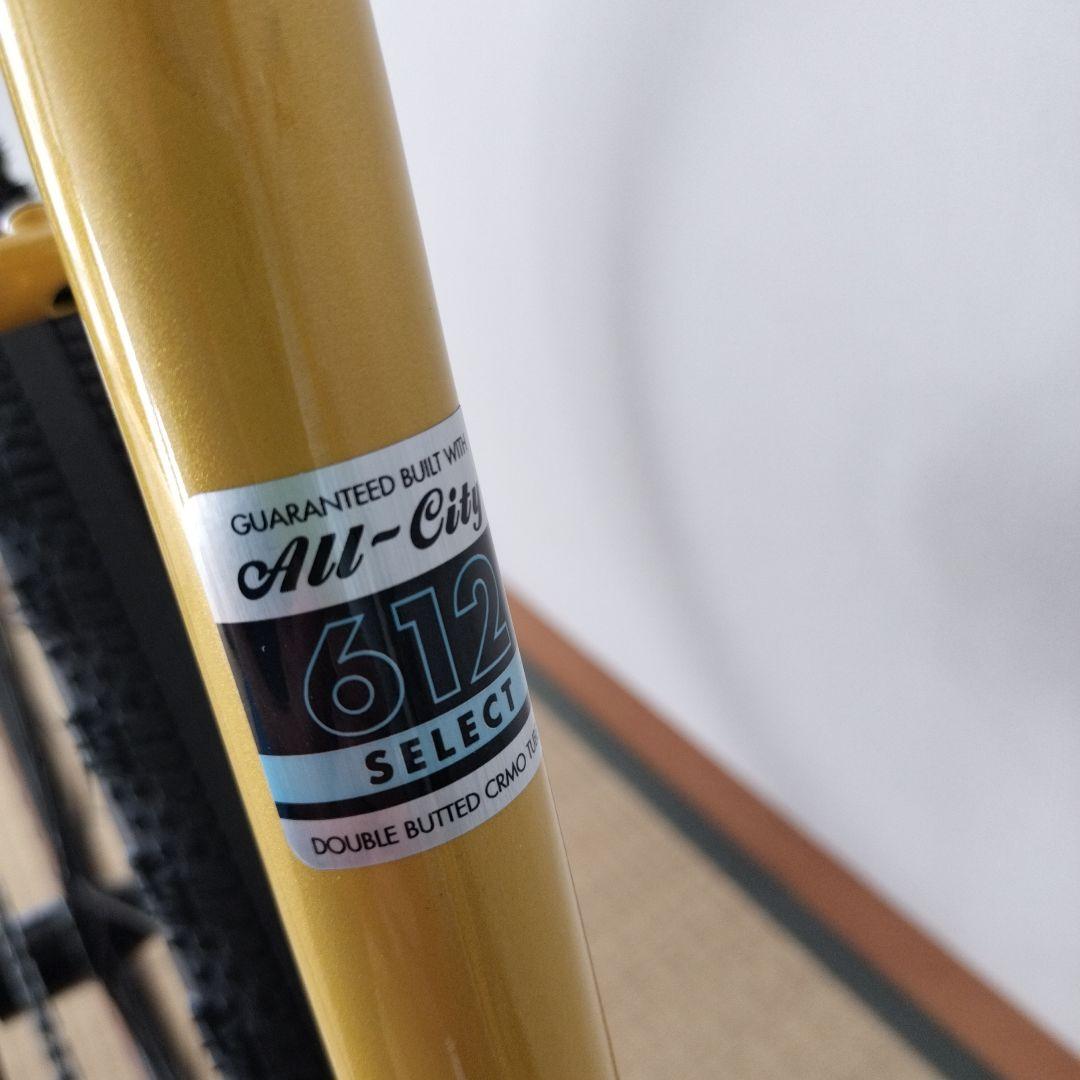 GUARANTEED BUILT WITH
All-City
612
SELECT
DOUBLE BUTTED CRMO